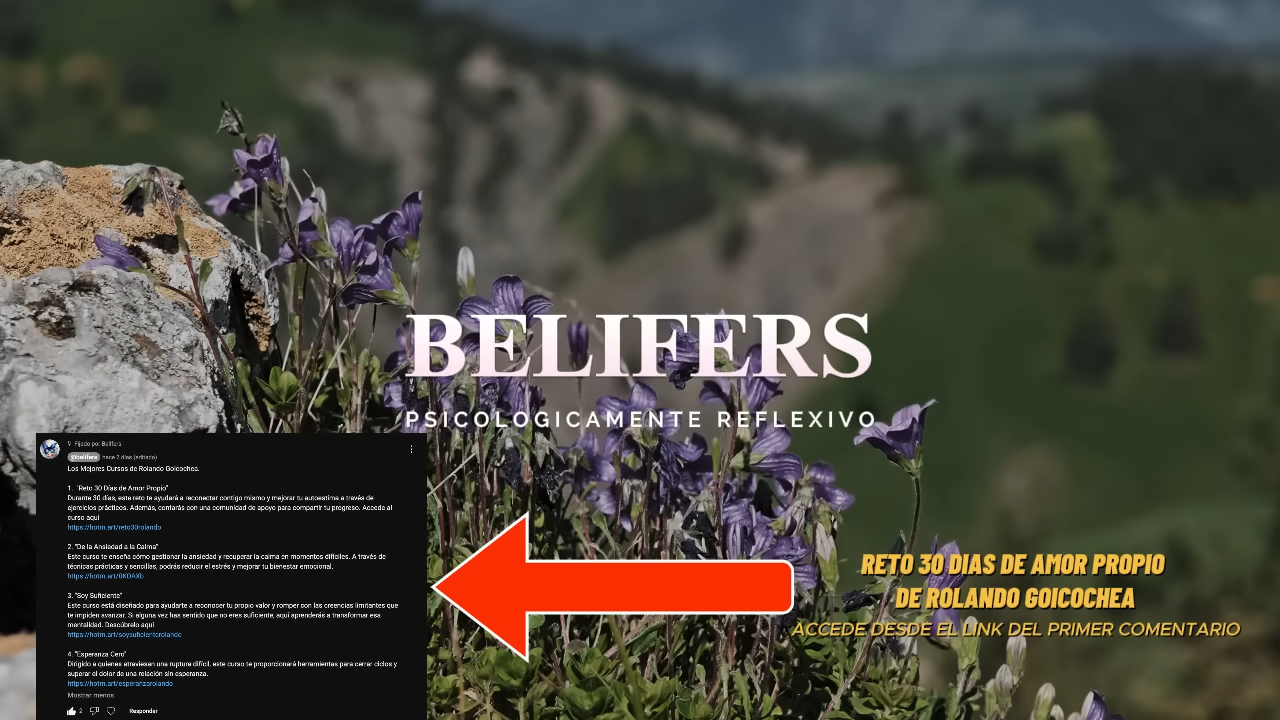 BELIFERS
PSICOLOGICAMENTE REFLEXIVO
Fijado por Belifers
@belifers hace 2 días (editado)
Los Mejores Cursos de Rolando Goicochea.
1. "Reto 30 Días de Amor Propio"
Durante 30 días, este reto te ayudará a reconectar contigo mismo y mejorar tu autoestima a través de
ejercicios prácticos. Además, contarás con una comunidad de apoyo para compartir tu progreso. Accede al
curso aquí
https://hotm.art/reto30rolando
2. "De la Ansiedad a la Calma"
Este curso te enseña cómo gestionar la ansiedad y recuperar la calma en momentos difíciles. A través de
técnicas prácticas y sencillas, podrás reducir el estrés y mejorar tu bienestar emocional.
https://hotm.art/0KOAXb
3. "Soy Suficiente"
Este curso está diseñado para ayudarte a reconocer tu propio valor y romper con las creencias limitantes que
te impiden avanzar. Si alguna vez has sentido que no eres suficiente, aquí aprenderás a transformar esa
mentalidad. Descúbrelo aquí
https://hotm.art/soysuficienterolando
4. "Esperanza Cero"
Dirigido a quienes atraviesan una ruptura difícil, este curso te proporcionará herramientas para cerrar ciclos y
superar el dolor de una relación sin esperanza.
https://hotm.art/esperanzarolando
Mostrar menos
2 Responder
RETO 30 DIAS DE AMOR PROPIO
DE ROLANDO GOICOCHEA
ACCEDE DESDE EL LINK DEL PRIMER COMENTARIO